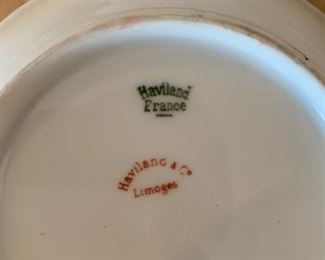 Haviland
France
Haviland & Co
Limoges